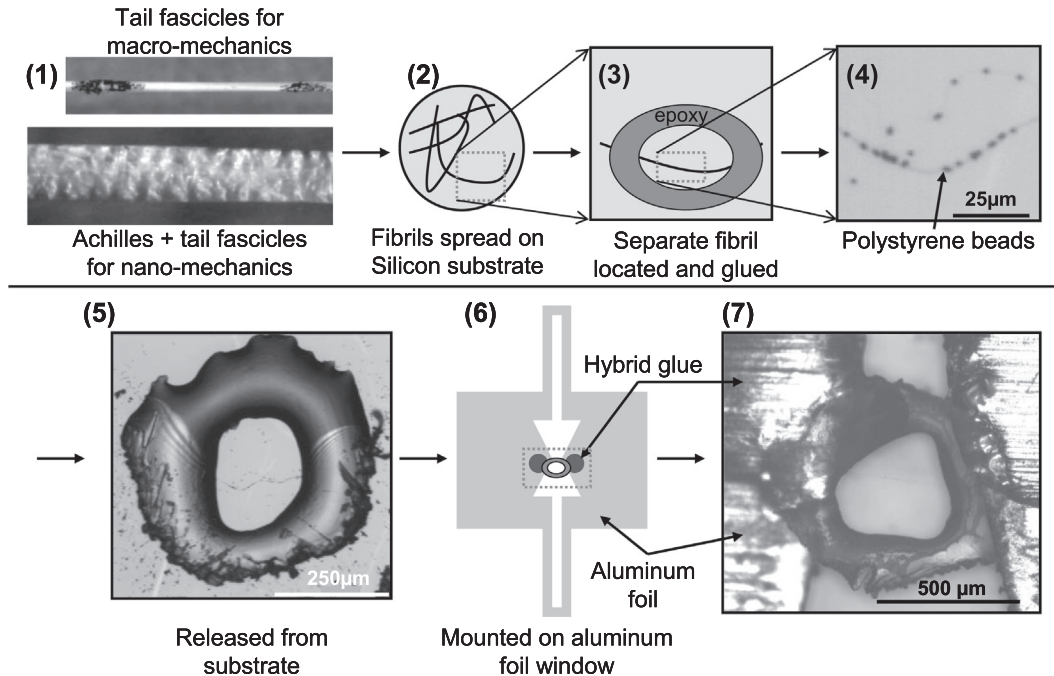 Tail fascicles for
macro-mechanics
(1)
Achilles + tail fascicles
for nano-mechanics
(2)
Fibrils spread on
Silicon substrate
(3)
epoxy
Separate fibril
located and glued
(4)
25µm
Polystyrene beads
(5)
250µm
Released from
substrate
(6)
Hybrid glue
Aluminum
foil
Mounted on aluminum
foil window
(7)
500 µm